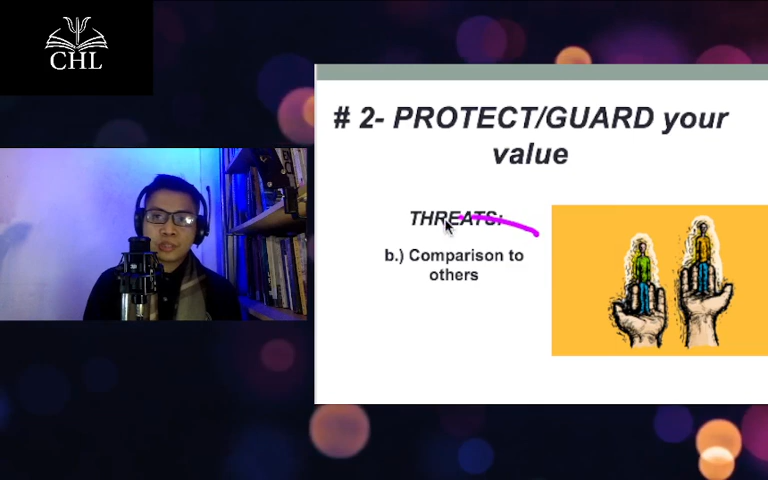 CHL
# 2- PROTECT/GUARD your
value
THREATS:
b.) Comparison to
others